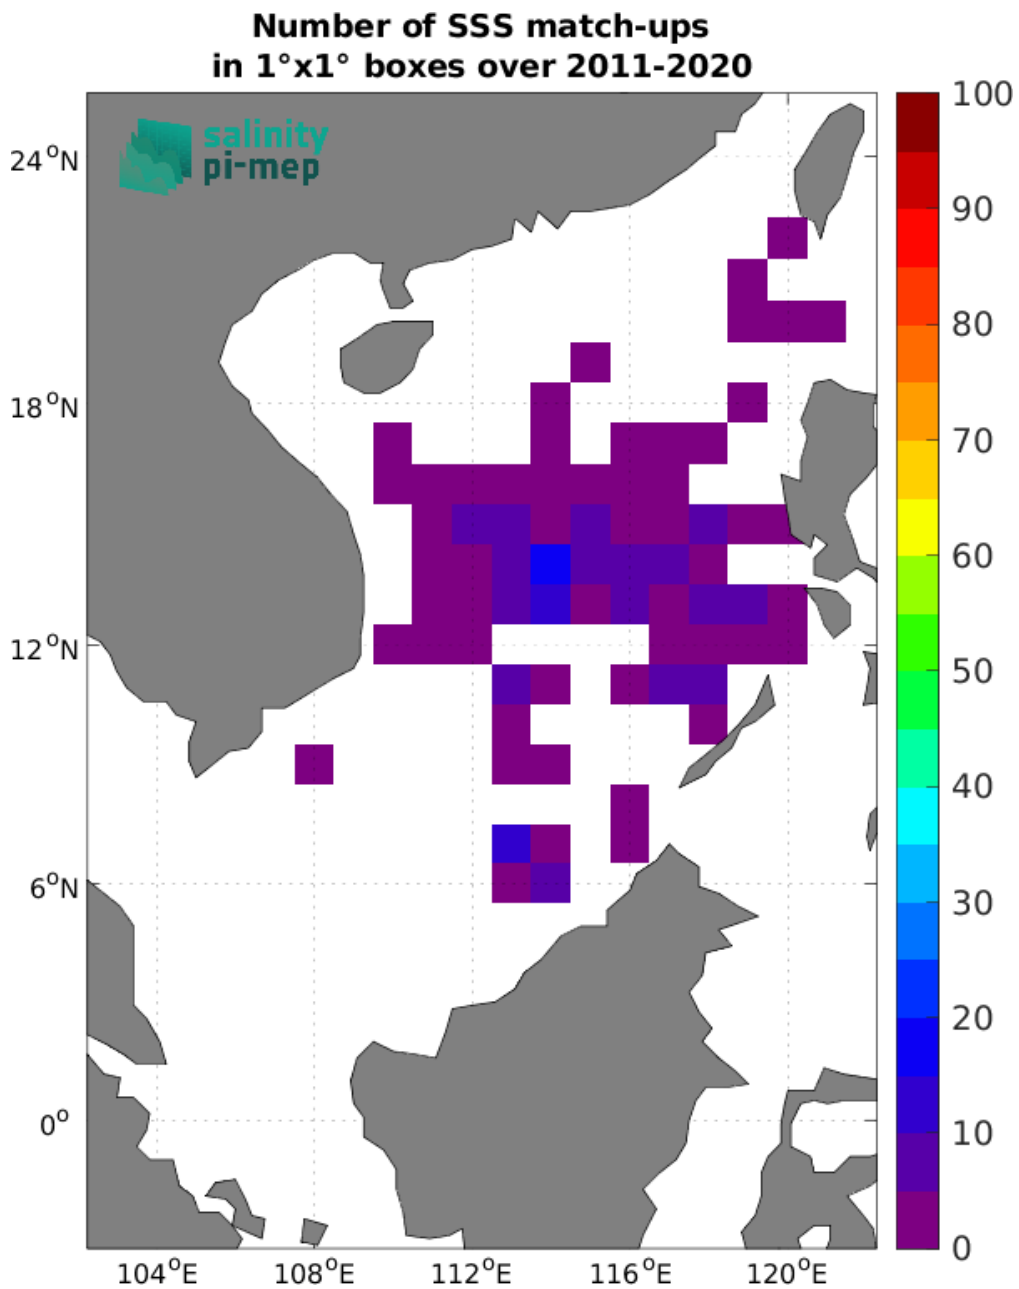 Number of SSS match-ups
in 1°x1° boxes over 2011-2020
salinity
pi-mep
24°N
18°N
12°N
6°N
0°
104°E
108°E
112°E
116°E
120°E
100
90
80
70
60
50
40
30
20
10
0